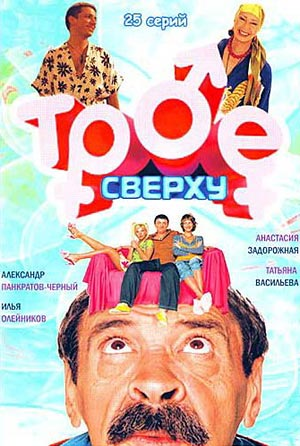 25 серий
трое
СВЕРХУ
АНАСТАСИЯ
ЗАДОРОЖНАЯ
АЛЕКСАНДР
ПАНКРАТОВ-ЧЕРНЫЙ
ТАТЬЯНА
ВАСИЛЬЕВА
ИЛЬЯ
ОЛЕЙНИКОВ